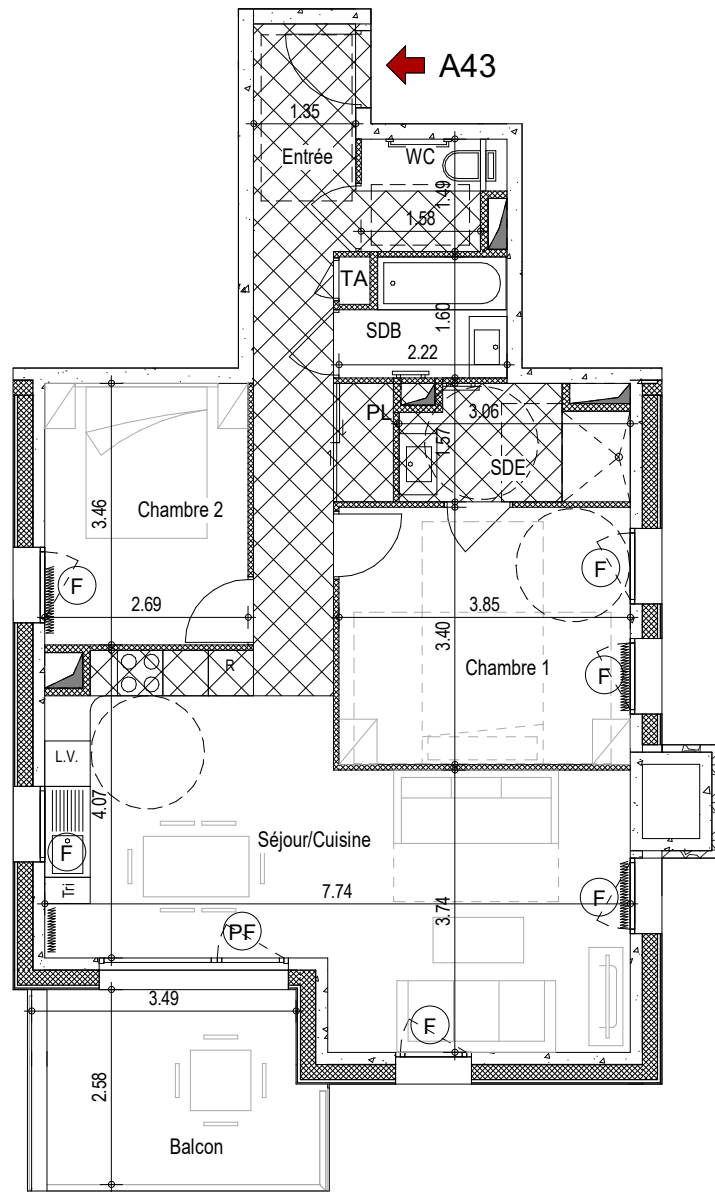 A43
1.35
Entrée
WC
1.49
1.58
TA
1.60
SDB
2.22
PL
3.06
1.57
SDE
3.46
Chambre 2
F
F
2.69
3.85
3.40
Chambre 1
F
R
L.V.
4.07
Séjour/Cuisine
F
Tri
7.74
F
3.74
PF
F
3.49
2.58
Balcon